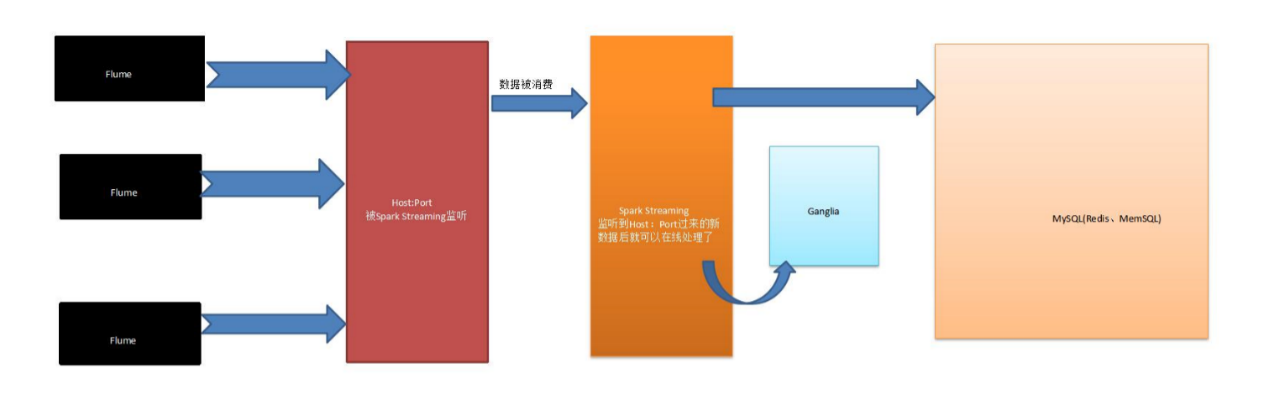 Flume
Flume
Flume
Host:Port
被Spark Streaming监听
数据被消费
Spark Streaming
监听到Host：Port过来的新
数据后就可以在线处理了
Ganglia
MySQL(Redis、MemSQL)